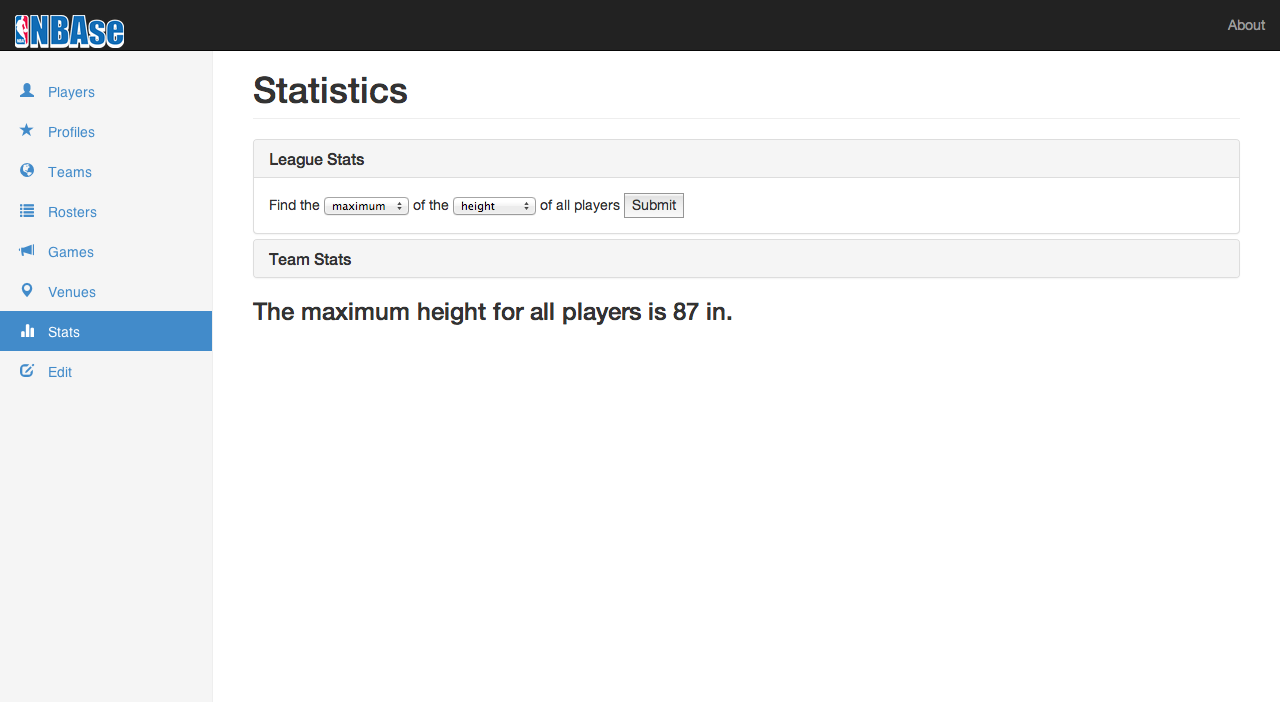 NBAse
About
Players
Profiles
Teams
Rosters
Games
Venues
Stats
Edit
Statistics
League Stats
Find the maximum of the height of all players Submit
Team Stats
The maximum height for all players is 87 in.